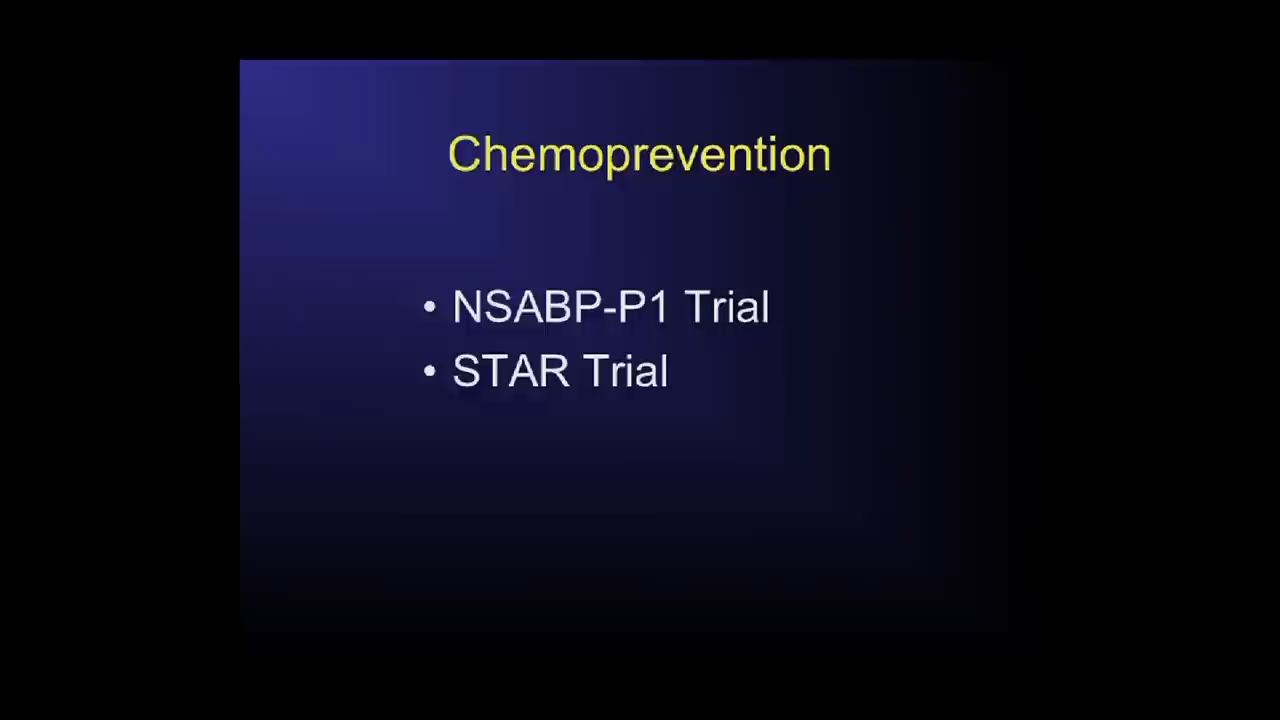 Chemoprevention
• NSABP-P1 Trial
• STAR Trial